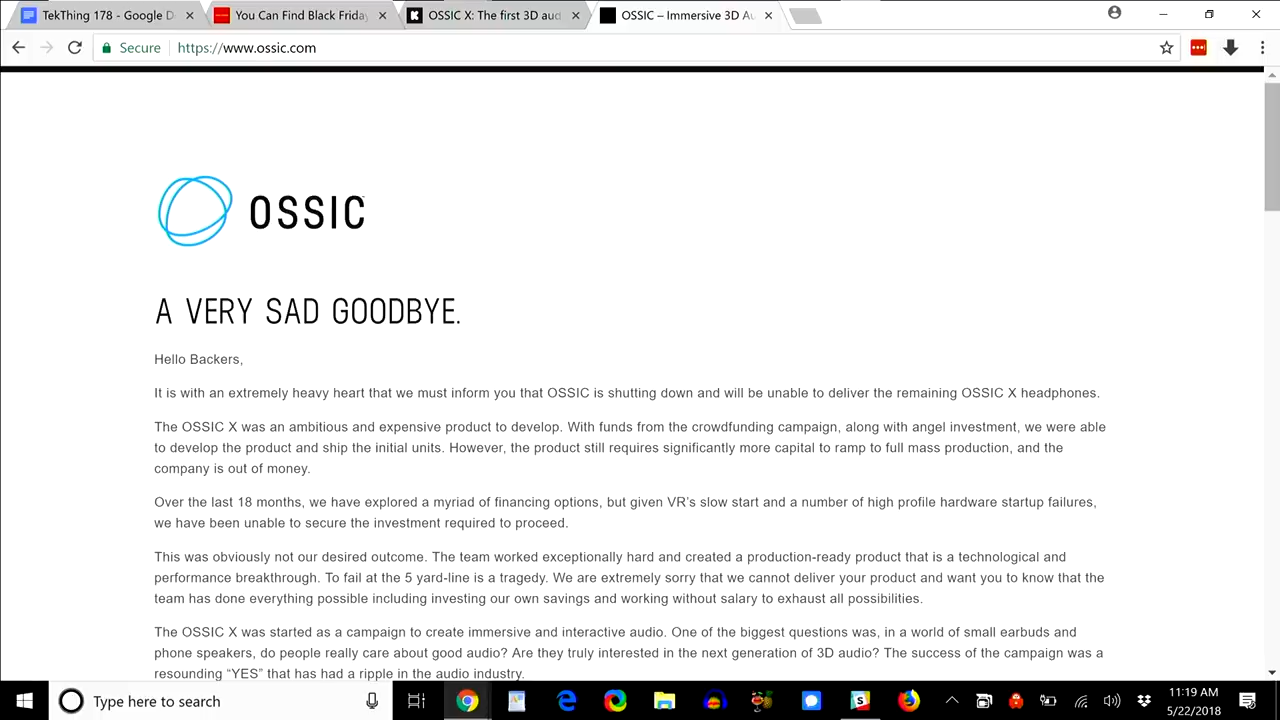 TekThing 178 - Google D
You Can Find Black Friday
OSSIC X: The first 3D aud
OSSIC – Immersive 3D Au
Secure
https://www.ossic.com
OSSIC
A VERY SAD GOODBYE.
Hello Backers,
It is with an extremely heavy heart that we must inform you that OSSIC is shutting down and will be unable to deliver the remaining OSSIC X headphones.
The OSSIC X was an ambitious and expensive product to develop. With funds from the crowdfunding campaign, along with angel investment, we were able
to develop the product and ship the initial units. However, the product still requires significantly more capital to ramp to full mass production, and the
company is out of money.
Over the last 18 months, we have explored a myriad of financing options, but given VR’s slow start and a number of high profile hardware startup failures,
we have been unable to secure the investment required to proceed.
This was obviously not our desired outcome. The team worked exceptionally hard and created a production-ready product that is a technological and
performance breakthrough. To fail at the 5 yard-line is a tragedy. We are extremely sorry that we cannot deliver your product and want you to know that the
team has done everything possible including investing our own savings and working without salary to exhaust all possibilities.
The OSSIC X was started as a campaign to create immersive and interactive audio. One of the biggest questions was, in a world of small earbuds and
phone speakers, do people really care about good audio? Are they truly interested in the next generation of 3D audio? The success of the campaign was a
resounding “YES” that has had a ripple in the audio industry.
Type here to search
11:19 AM
5/22/2018